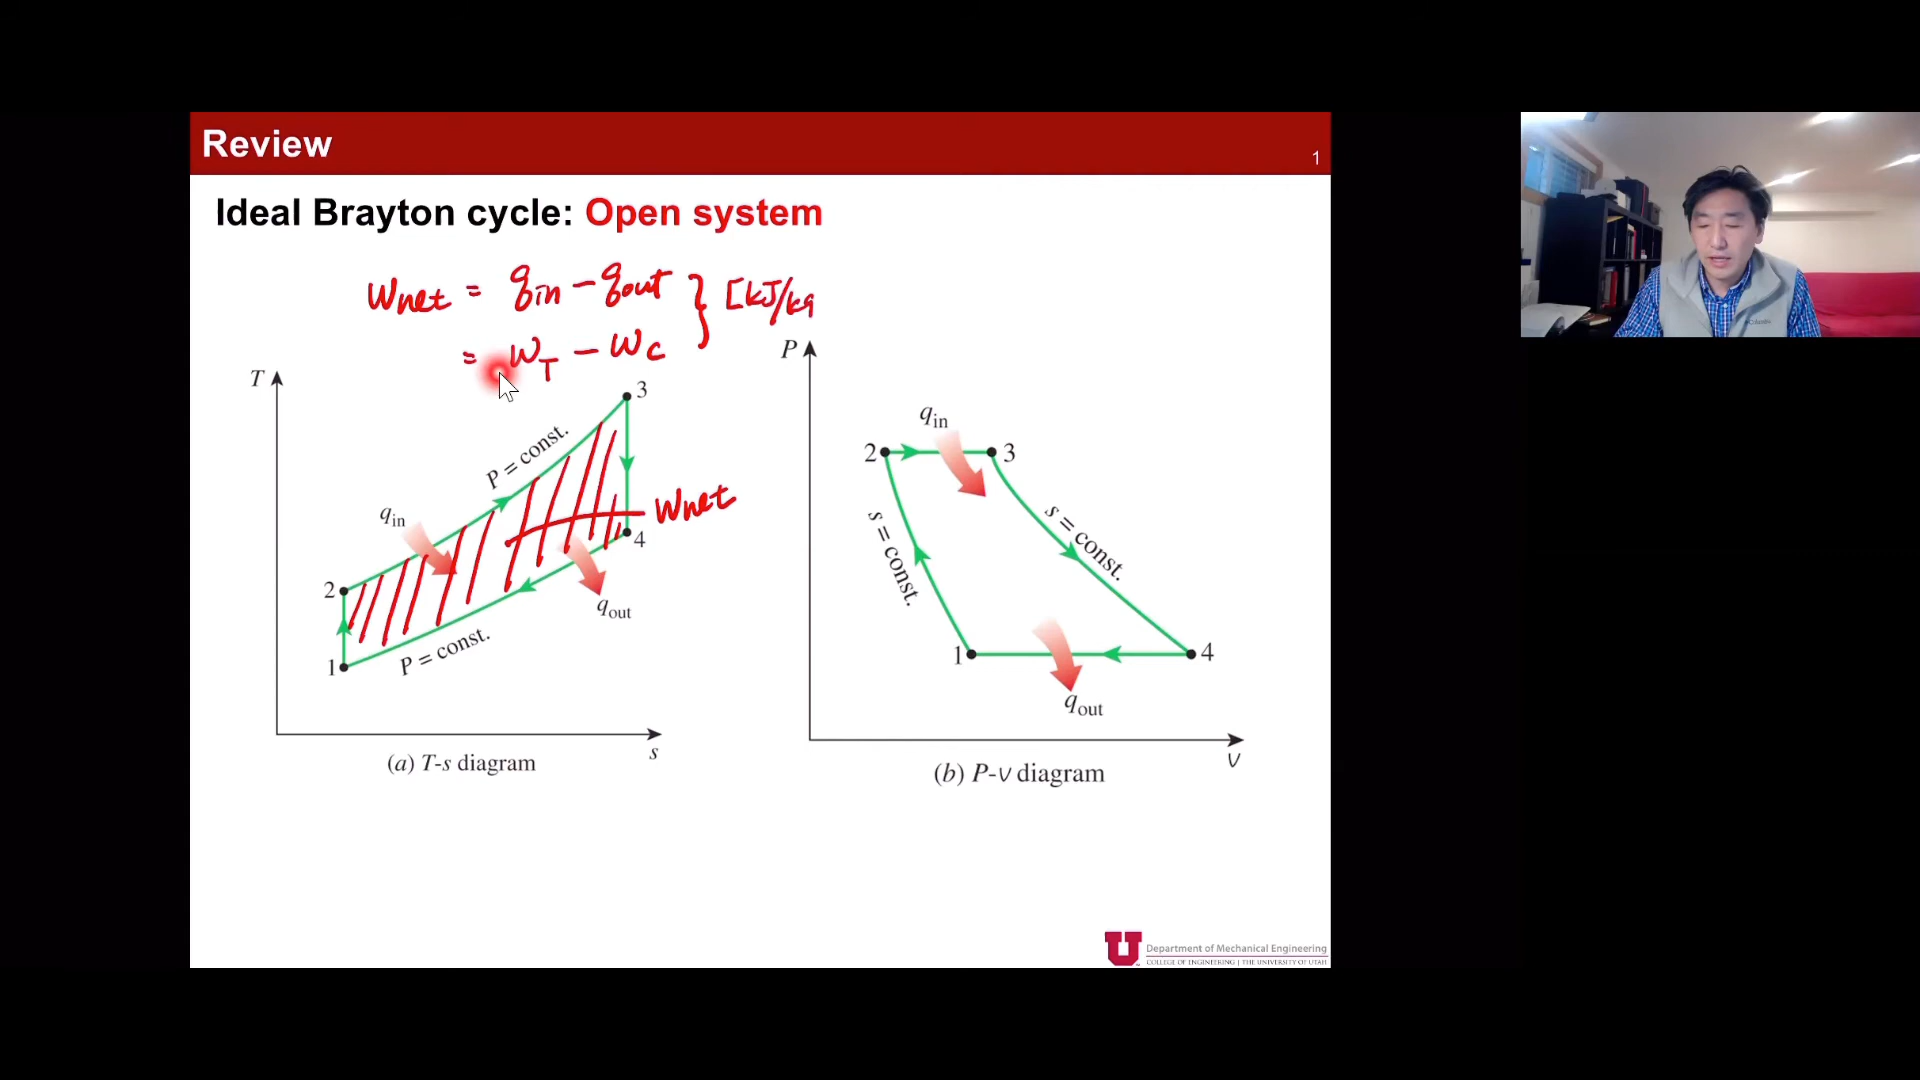 Review
1
Ideal Brayton cycle: Open system
Wnet = qin - qout } [kJ/kg
= WT - WC
T
3
P = const.
qin
Wnet
4
2
qout
P = const.
1
s
(a) T-s diagram
P
qin
2
3
s = const.
s = const.
1
4
qout
v
(b) P-v diagram
U
Department of Mechanical Engineering
COLLEGE OF ENGINEERING | THE UNIVERSITY OF UTAH